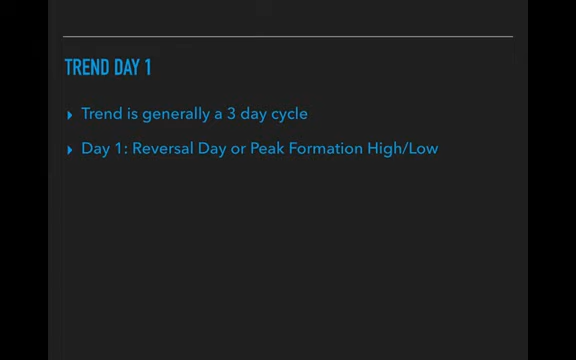 TREND DAY 1
▸ Trend is generally a 3 day cycle
▸ Day 1: Reversal Day or Peak Formation High/Low